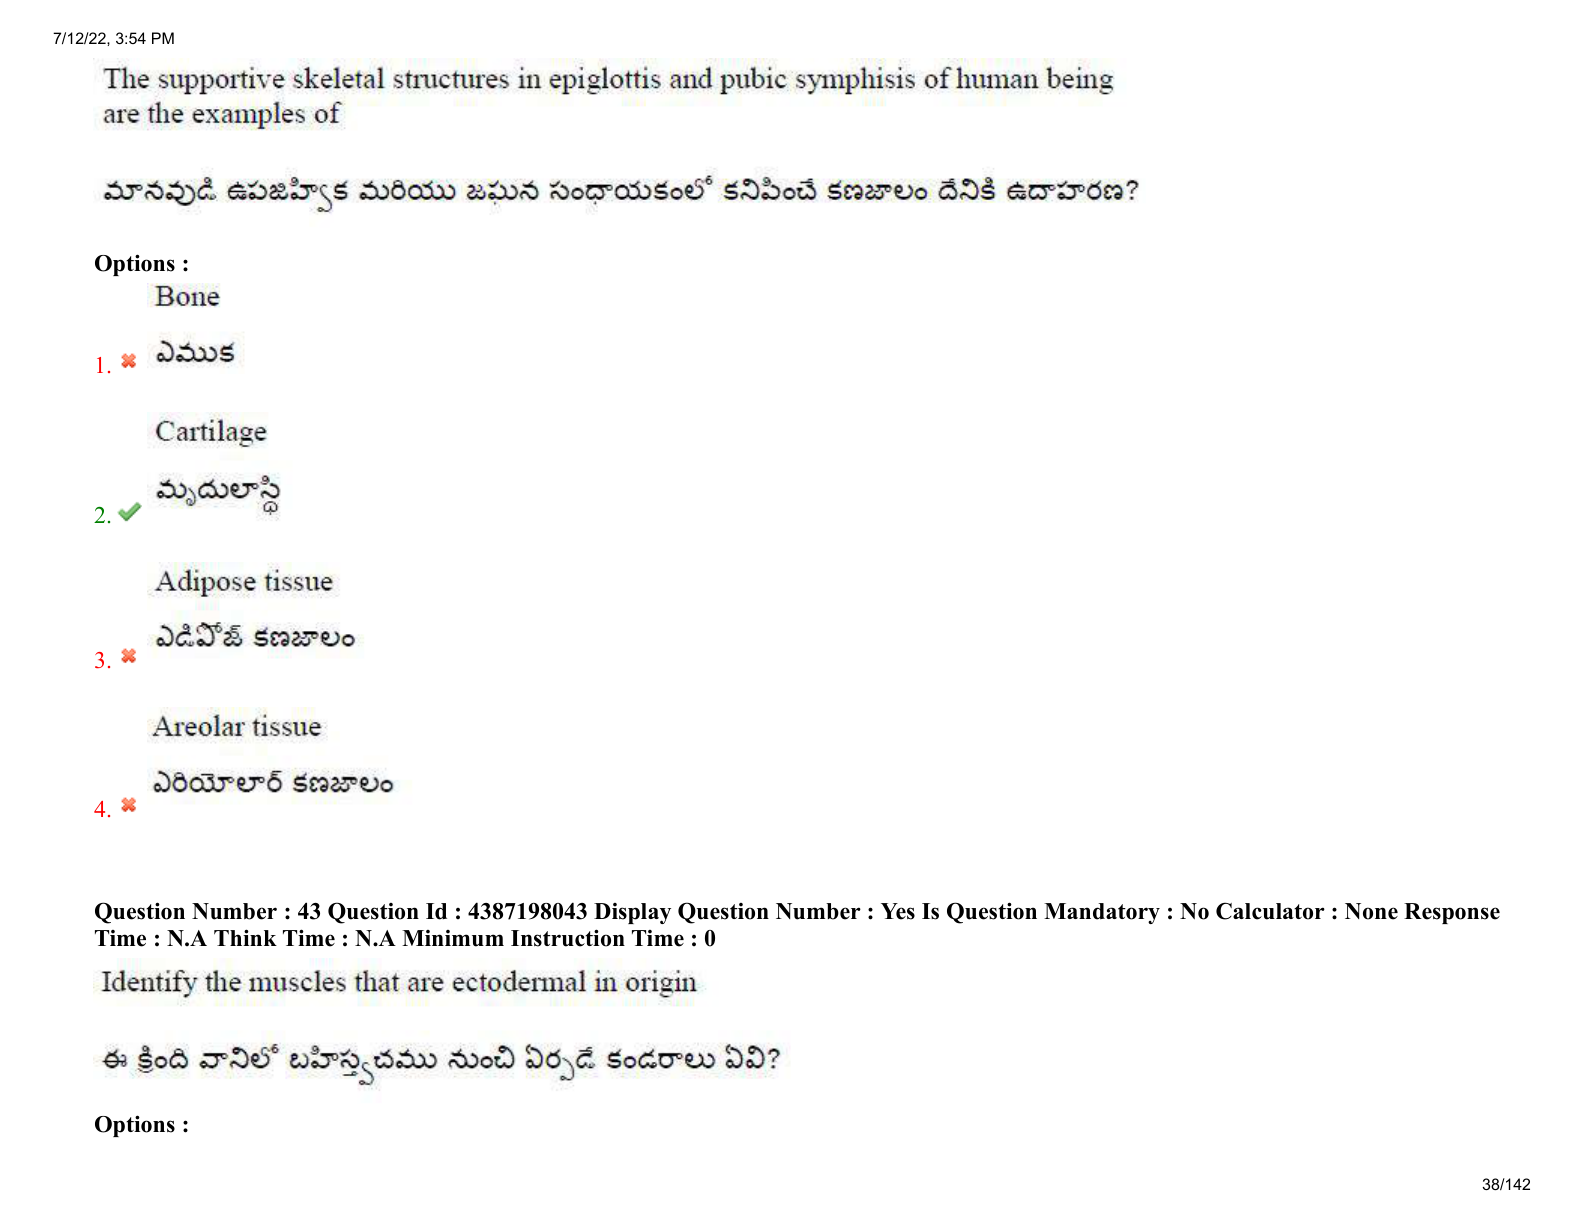 7/12/22, 3:54 PM
The supportive skeletal structures in epiglottis and pubic symphisis of human being
are the examples of
మానవుడి ఉపజిహ్విక మరియు జఘన సంధాయకంలో కనిపించే కణజాలం దేనికి ఉదాహరణ?
Options :
Bone
1. ఎముక
Cartilage
2. మృదులాస్థి
Adipose tissue
3. ఎడిపోజ్ కణజాలం
Areolar tissue
4. ఎరియోలార్ కణజాలం
Question Number : 43 Question Id : 4387198043 Display Question Number : Yes Is Question Mandatory : No Calculator : None Response
Time : N.A Think Time : N.A Minimum Instruction Time : 0
Identify the muscles that are ectodermal in origin
ఈ క్రింది వానిలో బహిస్త్వచము నుంచి ఏర్పడే కండరాలు ఏవి?
Options :
38/142